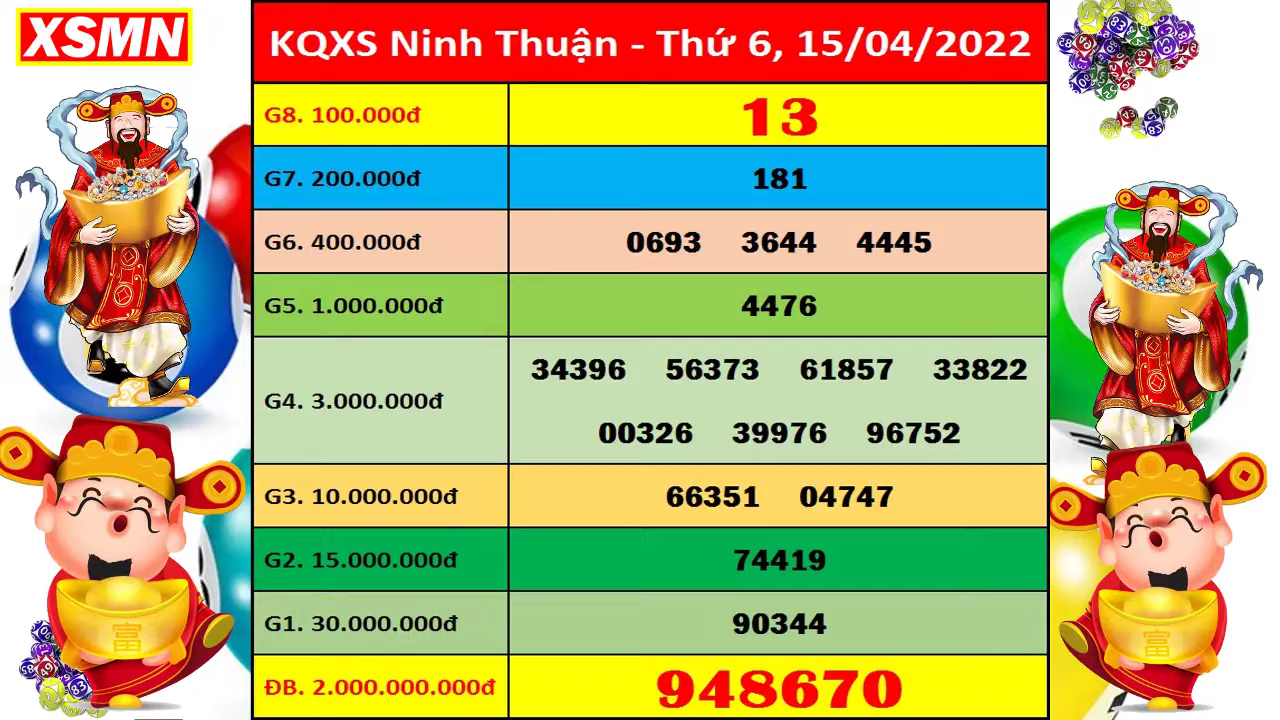 XSMN
KQXS Ninh Thuận - Thứ 6, 15/04/2022
G8. 100.000đ 13
G7. 200.000đ 181
G6. 400.000đ 0693 3644 4445
G5. 1.000.000đ 4476
G4. 3.000.000đ 34396 56373 61857 33822
00326 39976 96752
G3. 10.000.000đ 66351 04747
G2. 15.000.000đ 74419
G1. 30.000.000đ 90344
ĐB. 2.000.000.000đ 948670
富
富